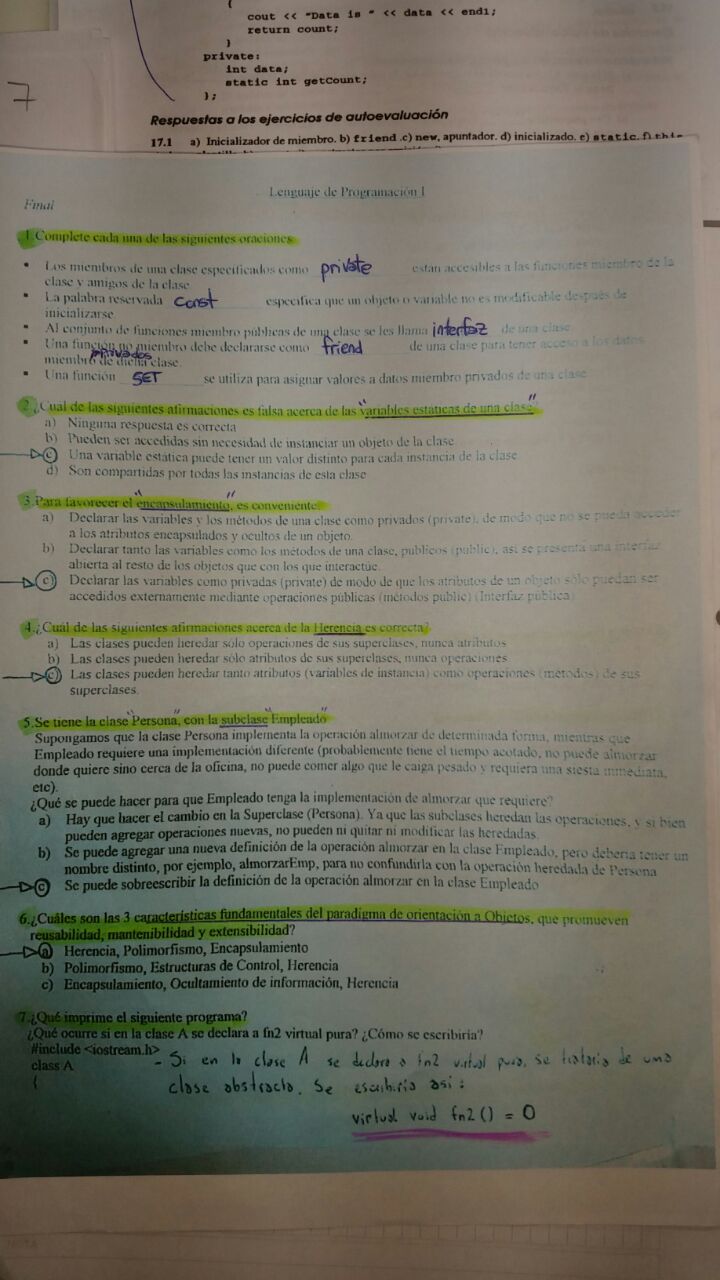 {
cout << "Data is " << data << endl;
return count;
}
private:
int data;
static int getCount;
};
7
Respuestas a los ejercicios de autoevaluación
17.1 a) Inicializador de miembro. b) friend .c) new, apuntador. d) inicializado. e) static. f) this
Lenguaje de Programación I
Final
1.Complete cada una de las siguientes oraciones
▪ Los miembros de una clase especificados como private están accesibles a las funciones miembro de la
clase y amigos de la clase.
▪ La palabra reservada const especifica que un objeto o variable no es modificable después de
inicializarse.
▪ Al conjunto de funciones miembro públicas de una clase se les llama interfaz de una clase.
▪ Una función no miembro debe declararse como friend de una clase para tener acceso a los datos
privados
miembro de dicha clase.
▪ Una función SET se utiliza para asignar valores a datos miembro privados de una clase
2.¿Cual de las siguientes afirmaciones es falsa acerca de las "variables estáticas de una clase"?
a) Ninguna respuesta es correcta
b) Pueden ser accedidas sin necesidad de instanciar un objeto de la clase
c) Una variable estática puede tener un valor distinto para cada instancia de la clase.
d) Son compartidas por todas las instancias de esta clase
3.Para favorecer el "encapsulamiento", es conveniente:
a) Declarar las variables y los métodos de una clase como privados (private), de modo que no se pueda acceder
a los atributos encapsulados y ocultos de un objeto.
b) Declarar tanto las variables como los métodos de una clase, públicos (public), así se presenta una interfaz
abierta al resto de los objetos que con los que interactúe.
c) Declarar las variables como privadas (private) de modo de que los atributos de un objeto sólo puedan ser
accedidos externamente mediante operaciones públicas (métodos public) (Interfaz pública)
4.¿Cuál de las siguientes afirmaciones acerca de la Herencia es correcta?
a) Las clases pueden heredar sólo operaciones de sus superclases, nunca atributos
b) Las clases pueden heredar sólo atributos de sus superclases, nunca operaciones
c) Las clases pueden heredar tanto atributos (variables de instancia) como operaciones (métodos) de sus
superclases.
5.Se tiene la clase "Persona", con la subclase "Empleado"
Supongamos que la clase Persona implementa la operación almorzar de determinada forma, mientras que
Empleado requiere una implementación diferente (probablemente tiene el tiempo acotado, no puede almorzar
donde quiere sino cerca de la oficina, no puede comer algo que le caiga pesado y requiera una siesta inmediata,
etc).
¿Qué se puede hacer para que Empleado tenga la implementación de almorzar que requiere?
a) Hay que hacer el cambio en la Superclase (Persona). Ya que las subclases heredan las operaciones, y si bien
pueden agregar operaciones nuevas, no pueden ni quitar ni modificar las heredadas.
b) Se puede agregar una nueva definición de la operación almorzar en la clase Empleado, pero debería tener un
nombre distinto, por ejemplo, almorzarEmp, para no confundirla con la operación heredada de Persona
c) Se puede sobreescribir la definición de la operación almorzar en la clase Empleado
6.¿Cuáles son las 3 características fundamentales del paradigma de orientación a Objetos, que promueven
reusabilidad, mantenibilidad y extensibilidad?
a) Herencia, Polimorfismo, Encapsulamiento
b) Polimorfismo, Estructuras de Control, Herencia
c) Encapsulamiento, Ocultamiento de información, Herencia
7.¿Qué imprime el siguiente programa?
¿Qué ocurre si en la clase A se declara a fn2 virtual pura? ¿Cómo se escribiría?
#include <iostream.h>
- Si en la clase A se declara a fn2 virtual pura, se trataria de una
class A
clase abstracta. Se escribiria asi:
{
virtual void fn2() = 0